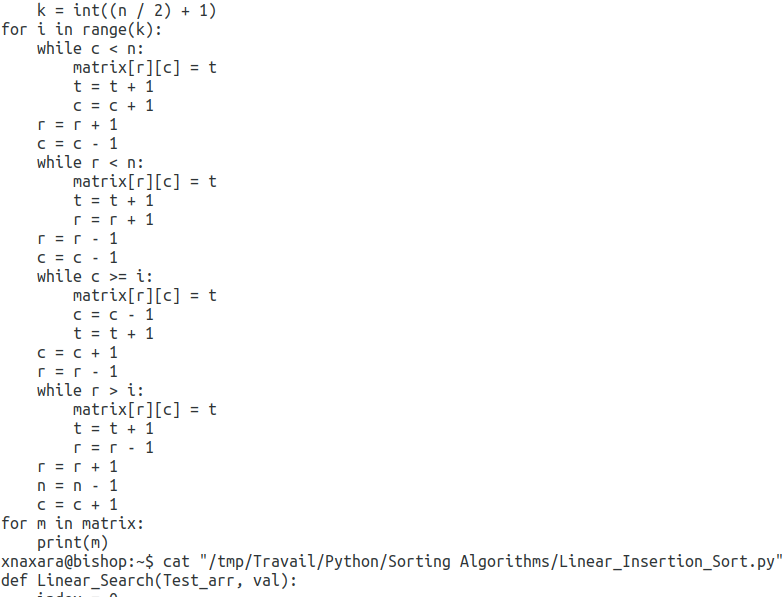 k = int((n / 2) + 1)
for i in range(k):
    while c < n:
        matrix[r][c] = t
        t = t + 1
        c = c + 1
    r = r + 1
    c = c - 1
    while r < n:
        matrix[r][c] = t
        t = t + 1
        r = r + 1
    r = r - 1
    c = c - 1
    while c >= i:
        matrix[r][c] = t
        c = c - 1
        t = t + 1
    c = c + 1
    r = r - 1
    while r > i:
        matrix[r][c] = t
        t = t + 1
        r = r - 1
    r = r + 1
    n = n - 1
    c = c + 1
for m in matrix:
    print(m)
xnaxara@bishop:~$ cat "/tmp/Travail/Python/Sorting Algorithms/Linear_Insertion_Sort.py"
def Linear_Search(Test_arr, val):
    index = 0